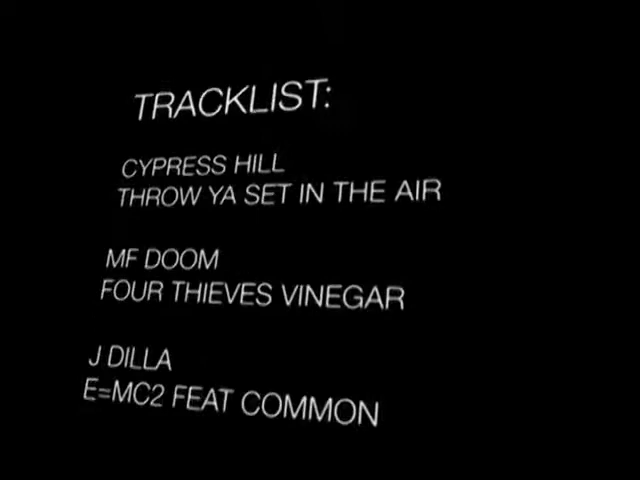 TRACKLIST:
CYPRESS HILL
THROW YA SET IN THE AIR
MF DOOM
FOUR THIEVES VINEGAR
J DILLA
E=MC2 FEAT COMMON